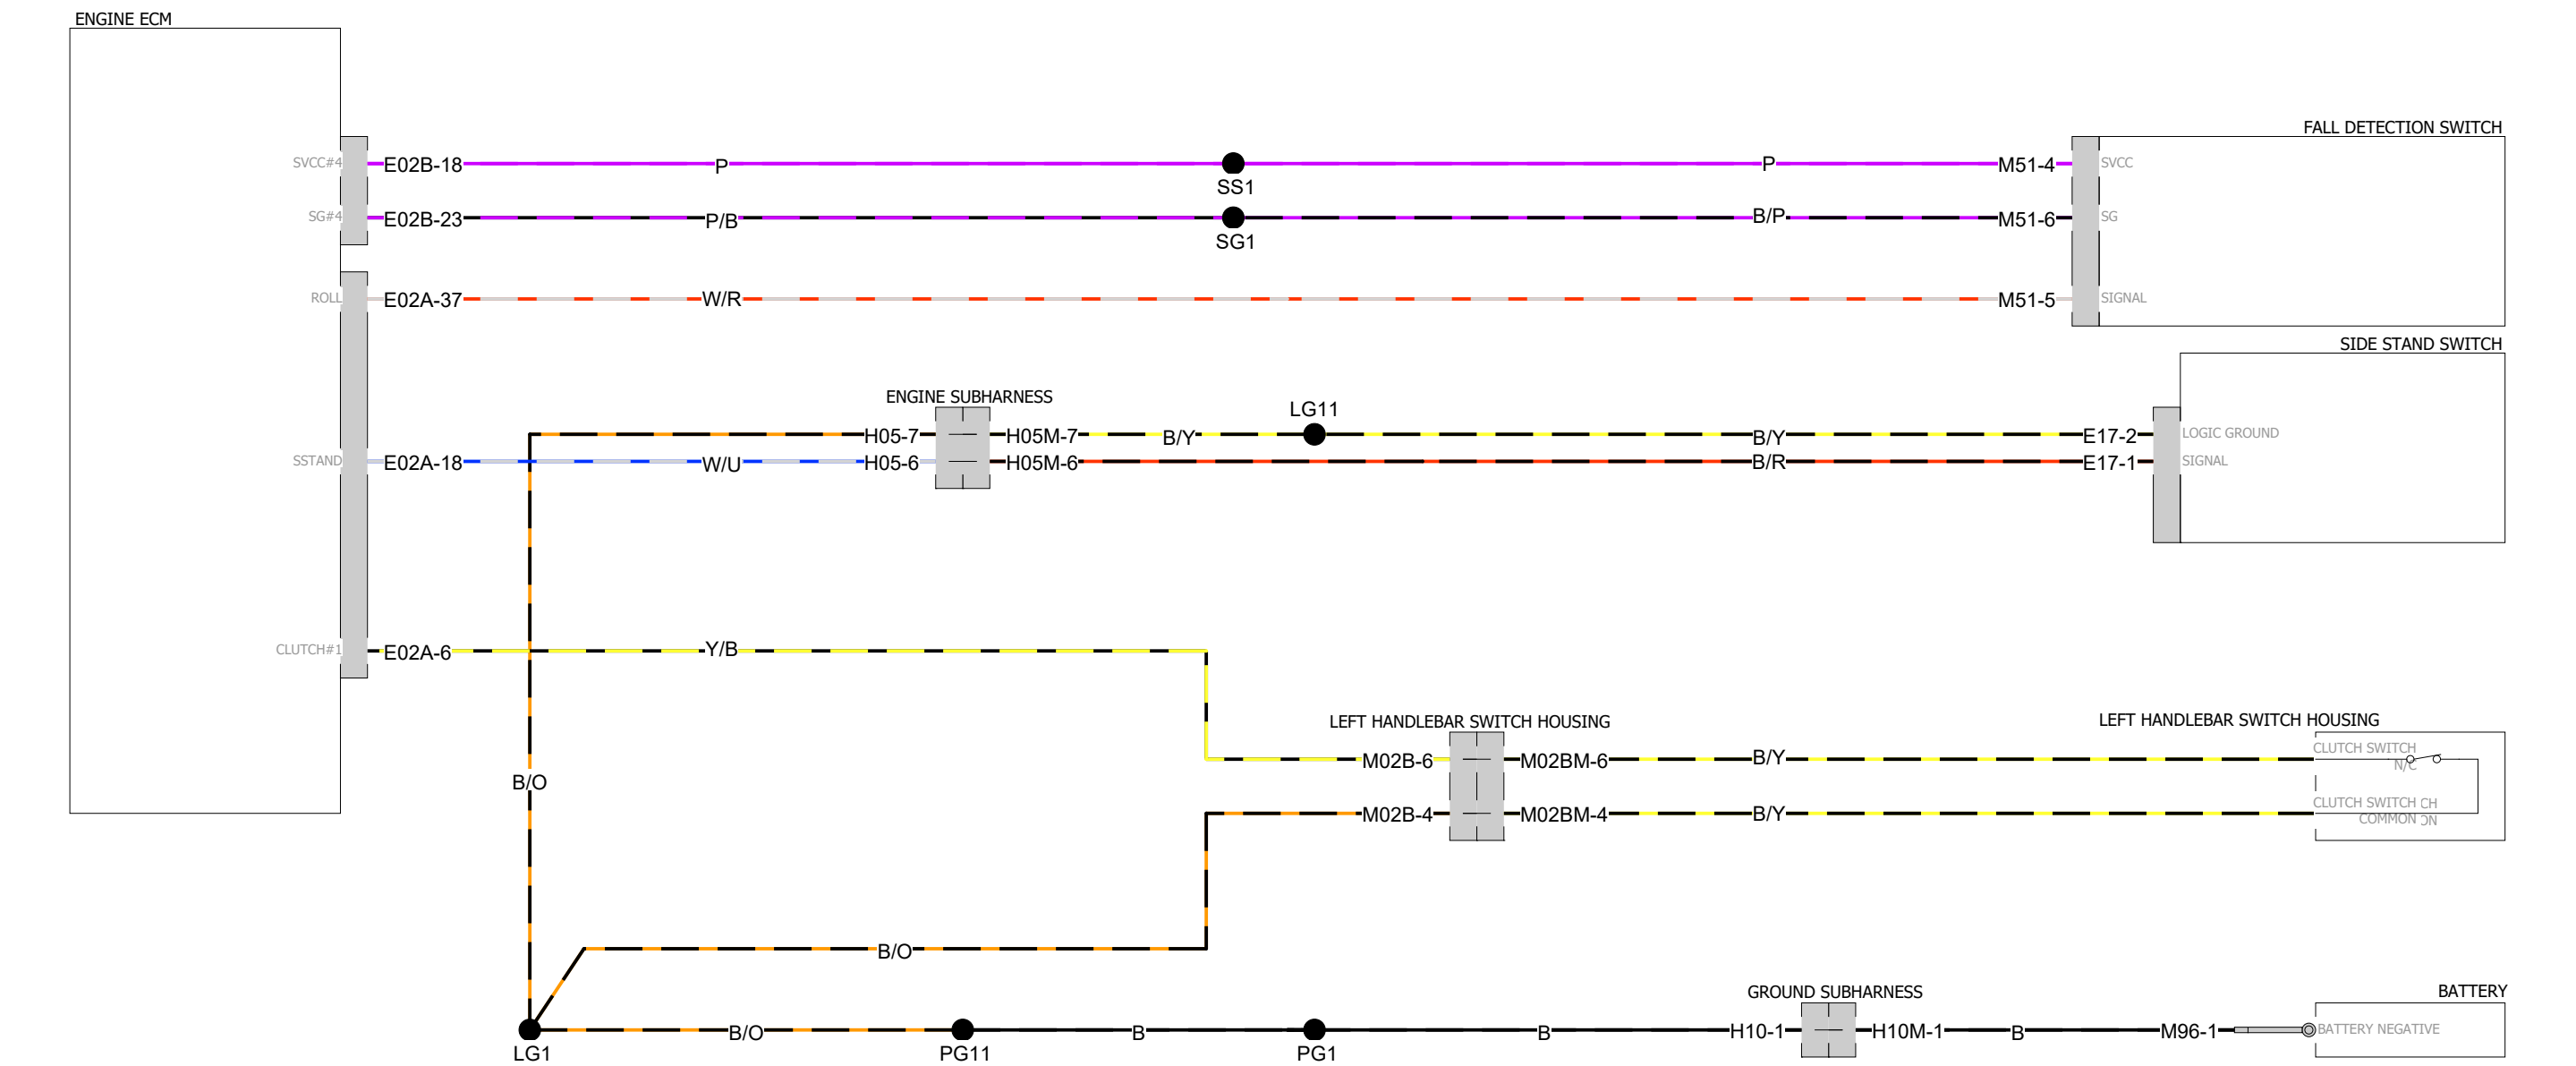 ENGINE ECM
FALL DETECTION SWITCH
SVCC#4 E02B-18 P SS1 P M51-4 SVCC
SG#4 E02B-23 P/B SG1 B/P M51-6 SG
ROLL E02A-37 W/R M51-5 SIGNAL
SIDE STAND SWITCH
ENGINE SUBHARNESS
LG11
H05-7 H05M-7 B/Y B/Y E17-2 LOGIC GROUND
SSTAND E02A-18 W/U H05-6 H05M-6 B/R E17-1 SIGNAL
CLUTCH#1 E02A-6 Y/B
LEFT HANDLEBAR SWITCH HOUSING
LEFT HANDLEBAR SWITCH HOUSING
M02B-6 M02BM-6 B/Y CLUTCH SWITCH
N/C
B/O
M02B-4 M02BM-4 B/Y CLUTCH SWITCH CH
COMMON ON
B/O
GROUND SUBHARNESS
BATTERY
LG1 B/O PG11 B PG1 B H10-1 H10M-1 B M96-1 BATTERY NEGATIVE